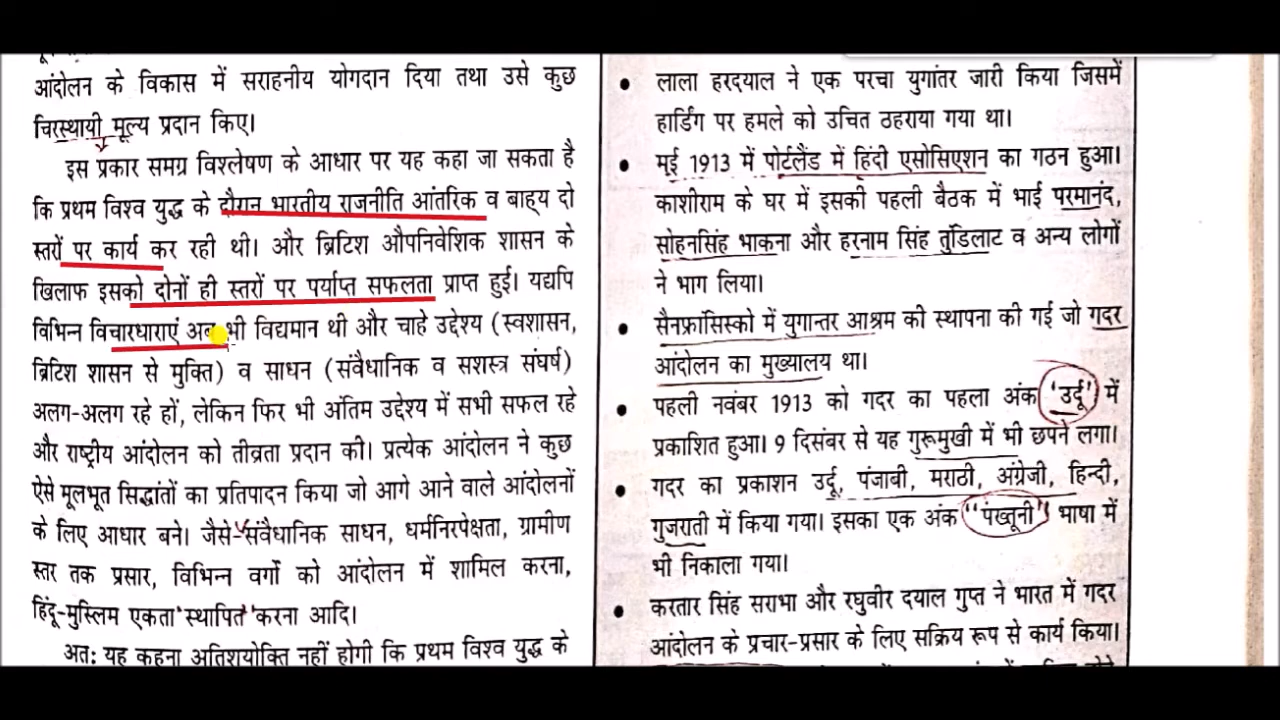 आंदोलन के विकास में सराहनीय योगदान दिया तथा उसे कुछ
चिरस्थायी मूल्य प्रदान किए।
इस प्रकार समग्र विश्लेषण के आधार पर यह कहा जा सकता है
कि प्रथम विश्व युद्ध के दौरान भारतीय राजनीति आंतरिक व बाह्य दो
स्तरों पर कार्य कर रही थी। और ब्रिटिश औपनिवेशिक शासन के
खिलाफ इसको दोनों ही स्तरों पर पर्याप्त सफलता प्राप्त हुई। यद्यपि
विभिन्न विचारधाराएं अब भी विद्यमान थी और चाहे उद्देश्य (स्वशासन,
ब्रिटिश शासन से मुक्ति) व साधन (संवैधानिक व सशस्त्र संघर्ष)
अलग-अलग रहे हों, लेकिन फिर भी अंतिम उद्देश्य में सभी सफल रहे
और राष्ट्रीय आंदोलन को तीव्रता प्रदान की। प्रत्येक आंदोलन ने कुछ
ऐसे मूलभूत सिद्धांतों का प्रतिपादन किया जो आगे आने वाले आंदोलनों
के लिए आधार बने। जैसे- संवैधानिक साधन, धर्मनिरपेक्षता, ग्रामीण
स्तर तक प्रसार, विभिन्न वर्गो को आंदोलन में शामिल करना,
हिंदू-मुस्लिम एकता स्थापित करना आदि।
अतः यह कहना अतिशयोक्ति नहीं होगी कि प्रथम विश्व युद्ध के
• लाला हरदयाल ने एक परचा युगांतर जारी किया जिसमें
हार्डिंग पर हमले को उचित ठहराया गया था।
• मई 1913 में पोर्टलैंड में हिंदी एसोसिएशन का गठन हुआ।
काशीराम के घर में इसकी पहली बैठक में भाई परमानंद,
सोहनसिंह भाकना और हरनाम सिंह तुंडिलाट व अन्य लोगों
ने भाग लिया।
• सैनफ्रांसिस्को में युगान्तर आश्रम की स्थापना की गई जो गदर
आंदोलन का मुख्यालय था।
• पहली नवंबर 1913 को गदर का पहला अंक 'उर्दू' में
प्रकाशित हुआ। 9 दिसंबर से यह गुरूमुखी में भी छपने लगा।
• गदर का प्रकाशन उर्दू, पंजाबी, मराठी, अंग्रेजी, हिन्दी,
गुजराती में किया गया। इसका एक अंक ''पंख्तूनी'' भाषा में
भी निकाला गया।
• करतार सिंह सराभा और रघुवीर दयाल गुप्त ने भारत में गदर
आंदोलन के प्रचार-प्रसार के लिए सक्रिय रूप से कार्य किया।